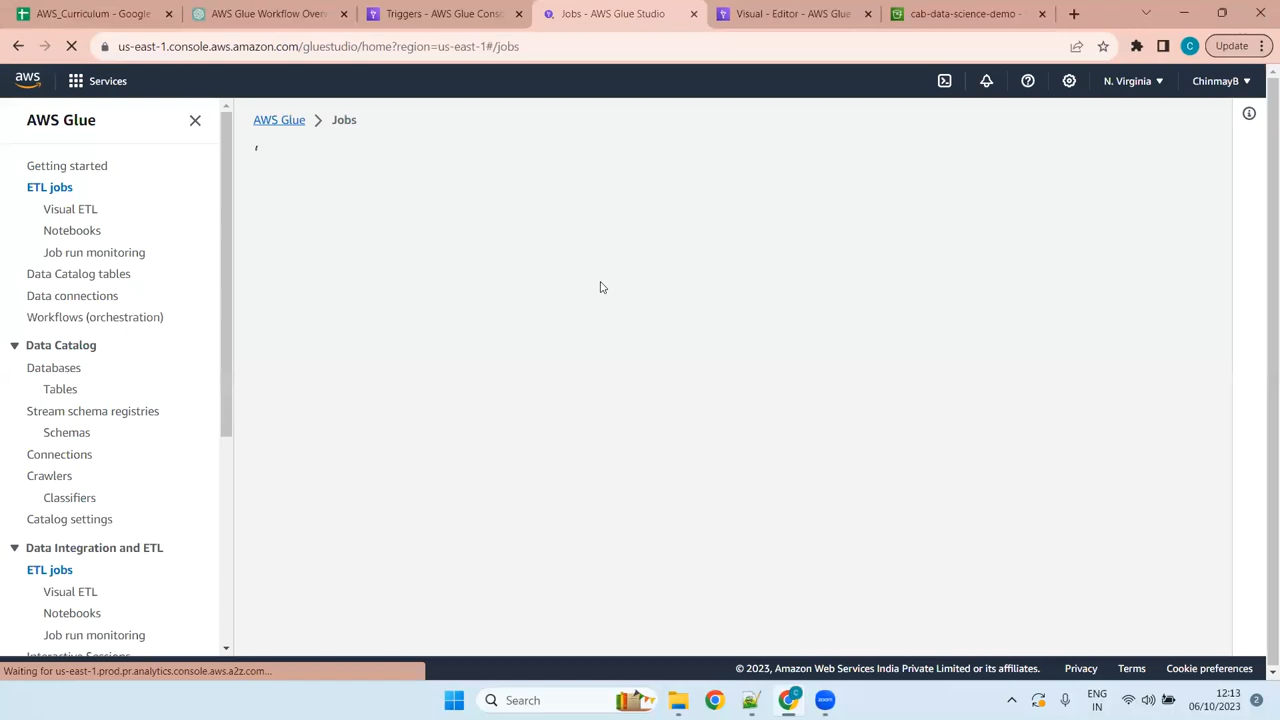 AWS_Curriculum - Google
AWS Glue Workflow Over
Triggers - AWS Glue Conso
Jobs - AWS Glue Studio
Visual - Editor - AWS Glue
cab-data-science-demo -
us-east-1.console.aws.amazon.com/gluestudio/home?region=us-east-1#/jobs
C
Update
aws
Services
N. Virginia
ChinmayB
AWS Glue
AWS Glue
Jobs
Getting started
ETL jobs
Visual ETL
Notebooks
Job run monitoring
Data Catalog tables
Data connections
Workflows (orchestration)
Data Catalog
Databases
Tables
Stream schema registries
Schemas
Connections
Crawlers
Classifiers
Catalog settings
Data Integration and ETL
ETL jobs
Visual ETL
Notebooks
Job run monitoring
Interactive Sessions
Waiting for us-east-1.prod.pr.analytics.console.aws.a2z.com...
© 2023, Amazon Web Services India Private Limited or its affiliates.
Privacy
Terms
Cookie preferences
Search
zoom
ENG
IN
12:13
06/10/2023
2